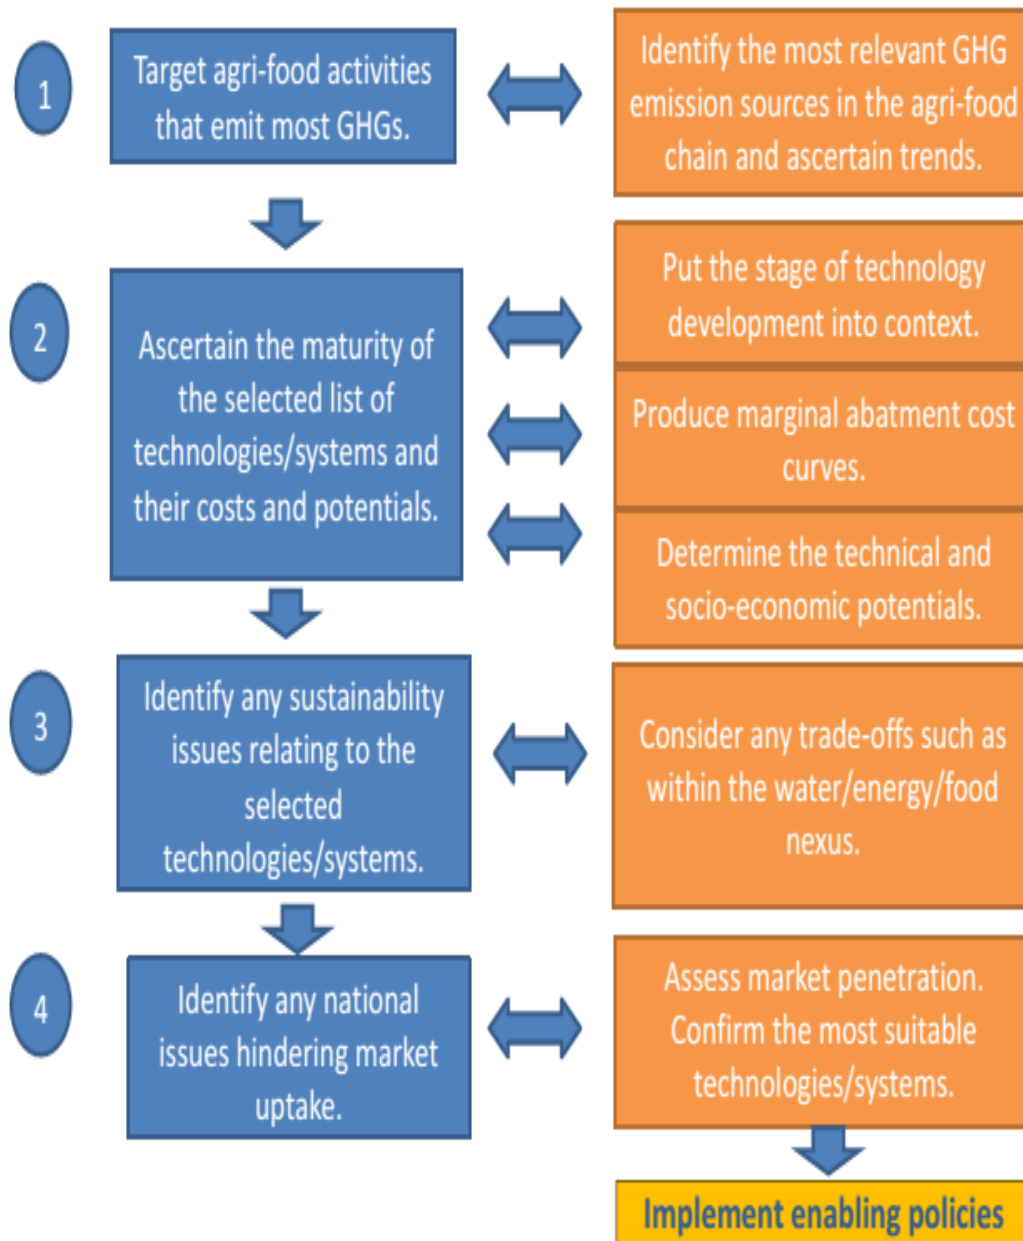 1
Target agri-food activities
that emit most GHGs.
Identify the most relevant GHG
emission sources in the agri-food
chain and ascertain trends.
2
Ascertain the maturity of
the selected list of
technologies/systems and
their costs and potentials.
Put the stage of technology
development into context.
Produce marginal abatment cost
curves.
Determine the technical and
socio-economic potentials.
3
Identify any sustainability
issues relating to the
selected
technologies/systems.
Consider any trade-offs such as
within the water/energy/food
nexus.
4
Identify any national
issues hindering market
uptake.
Assess market penetration.
Confirm the most suitable
technologies/systems.
Implement enabling policies